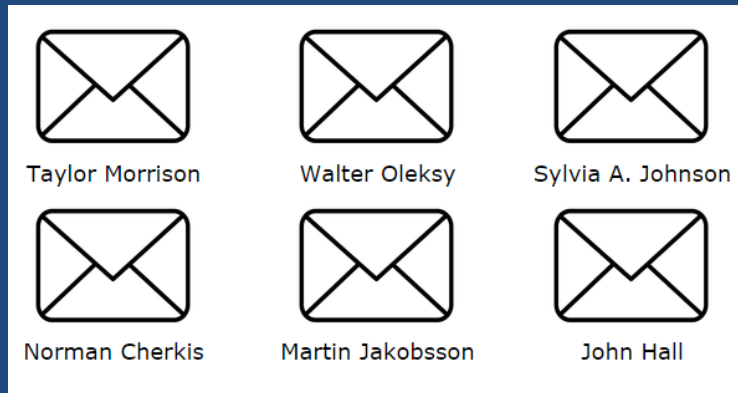 Taylor Morrison
Walter Oleksy
Sylvia A. Johnson
Norman Cherkis
Martin Jakobsson
John Hall